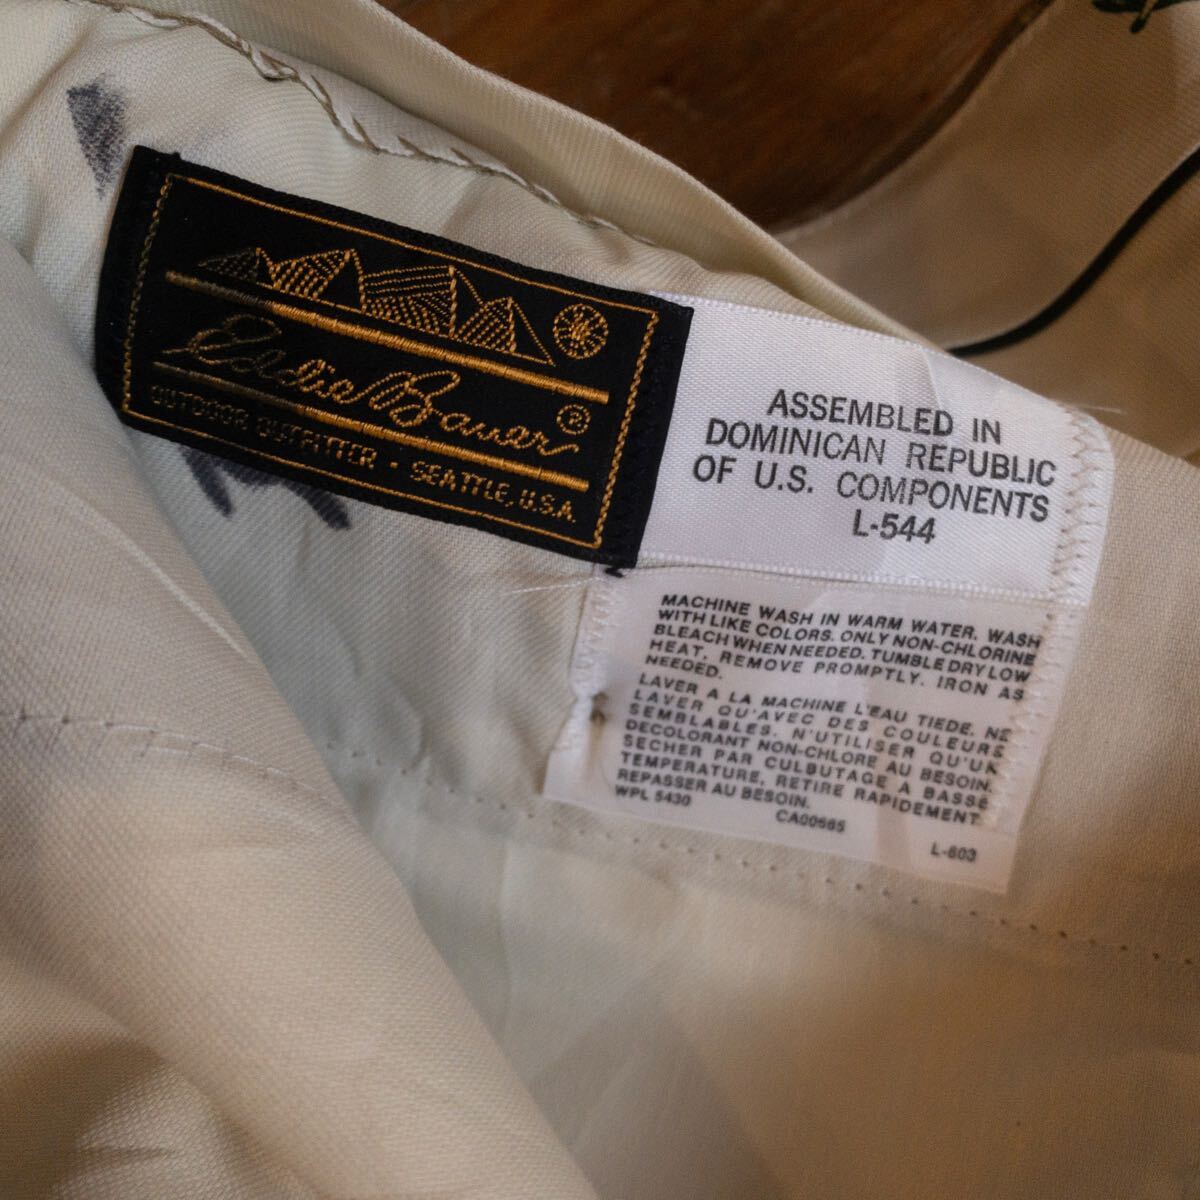 Eddie Bauer®
OUTDOOR OUTFITTER · SEATTLE, U.S.A.
ASSEMBLED IN
DOMINICAN REPUBLIC
OF U.S. COMPONENTS
L-544
MACHINE WASH IN WARM WATER. WASH
WITH LIKE COLORS. ONLY NON-CHLORINE
BLEACH WHEN NEEDED. TUMBLE DRY LOW
HEAT, REMOVE PROMPTLY. IRON AS
NEEDED.
LAVER A LA MACHINE L'EAU TIEDE. NE
LAVER QU'AVEC DES COULEURS
SEMBLABLES. N'UTILISER QU'UN
DECOLORANT NON-CHLORE AU BESOIN.
SECHER PAR CULBUTAGE A BASSE
TEMPERATURE, RETIRE RAPIDEMENT
REPASSER AU BESOIN.
WPL 5430
CA00665
L-603